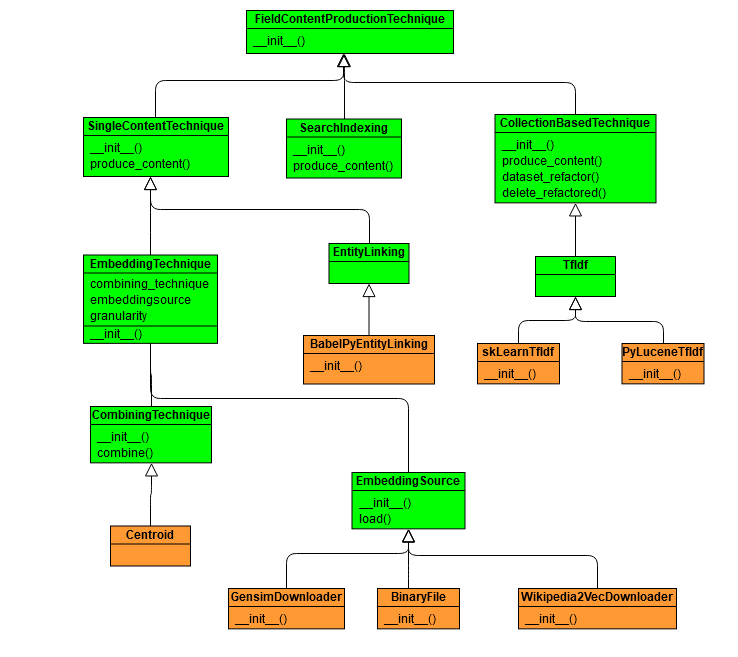 FieldContentProductionTechnique
__init__()
SingleContentTechnique
__init__()
produce_content()
SearchIndexing
__init__()
produce_content()
CollectionBasedTechnique
__init__()
produce_content()
dataset_refactor()
delete_refactored()
EmbeddingTechnique
combining_technique
embeddingsource
granularity
__init__()
EntityLinking
TfIdf
BabelPyEntityLinking
__init__()
skLearnTfIdf
__init__()
PyLuceneTfIdf
__init__()
CombiningTechnique
__init__()
combine()
EmbeddingSource
__init__()
load()
Centroid
GensimDownloader
__init__()
BinaryFile
__init__()
Wikipedia2VecDownloader
__init__()